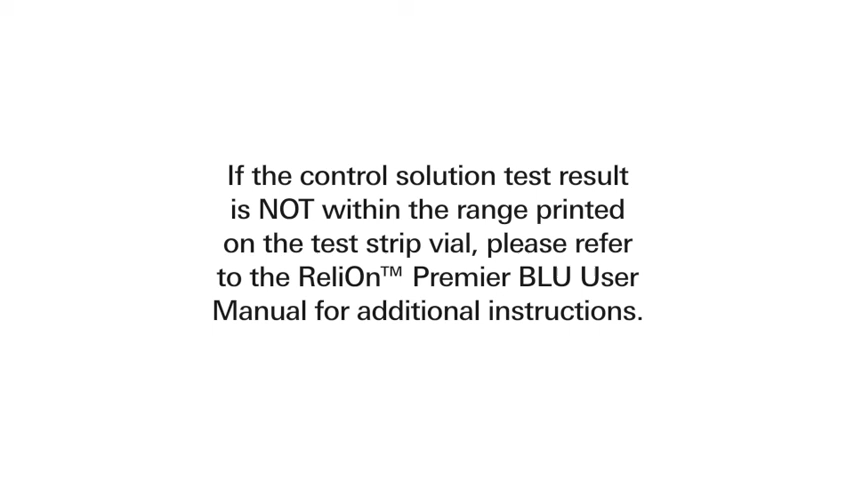 If the control solution test result
is NOT within the range printed
on the test strip vial, please refer
to the ReliOn™ Premier BLU User
Manual for additional instructions.